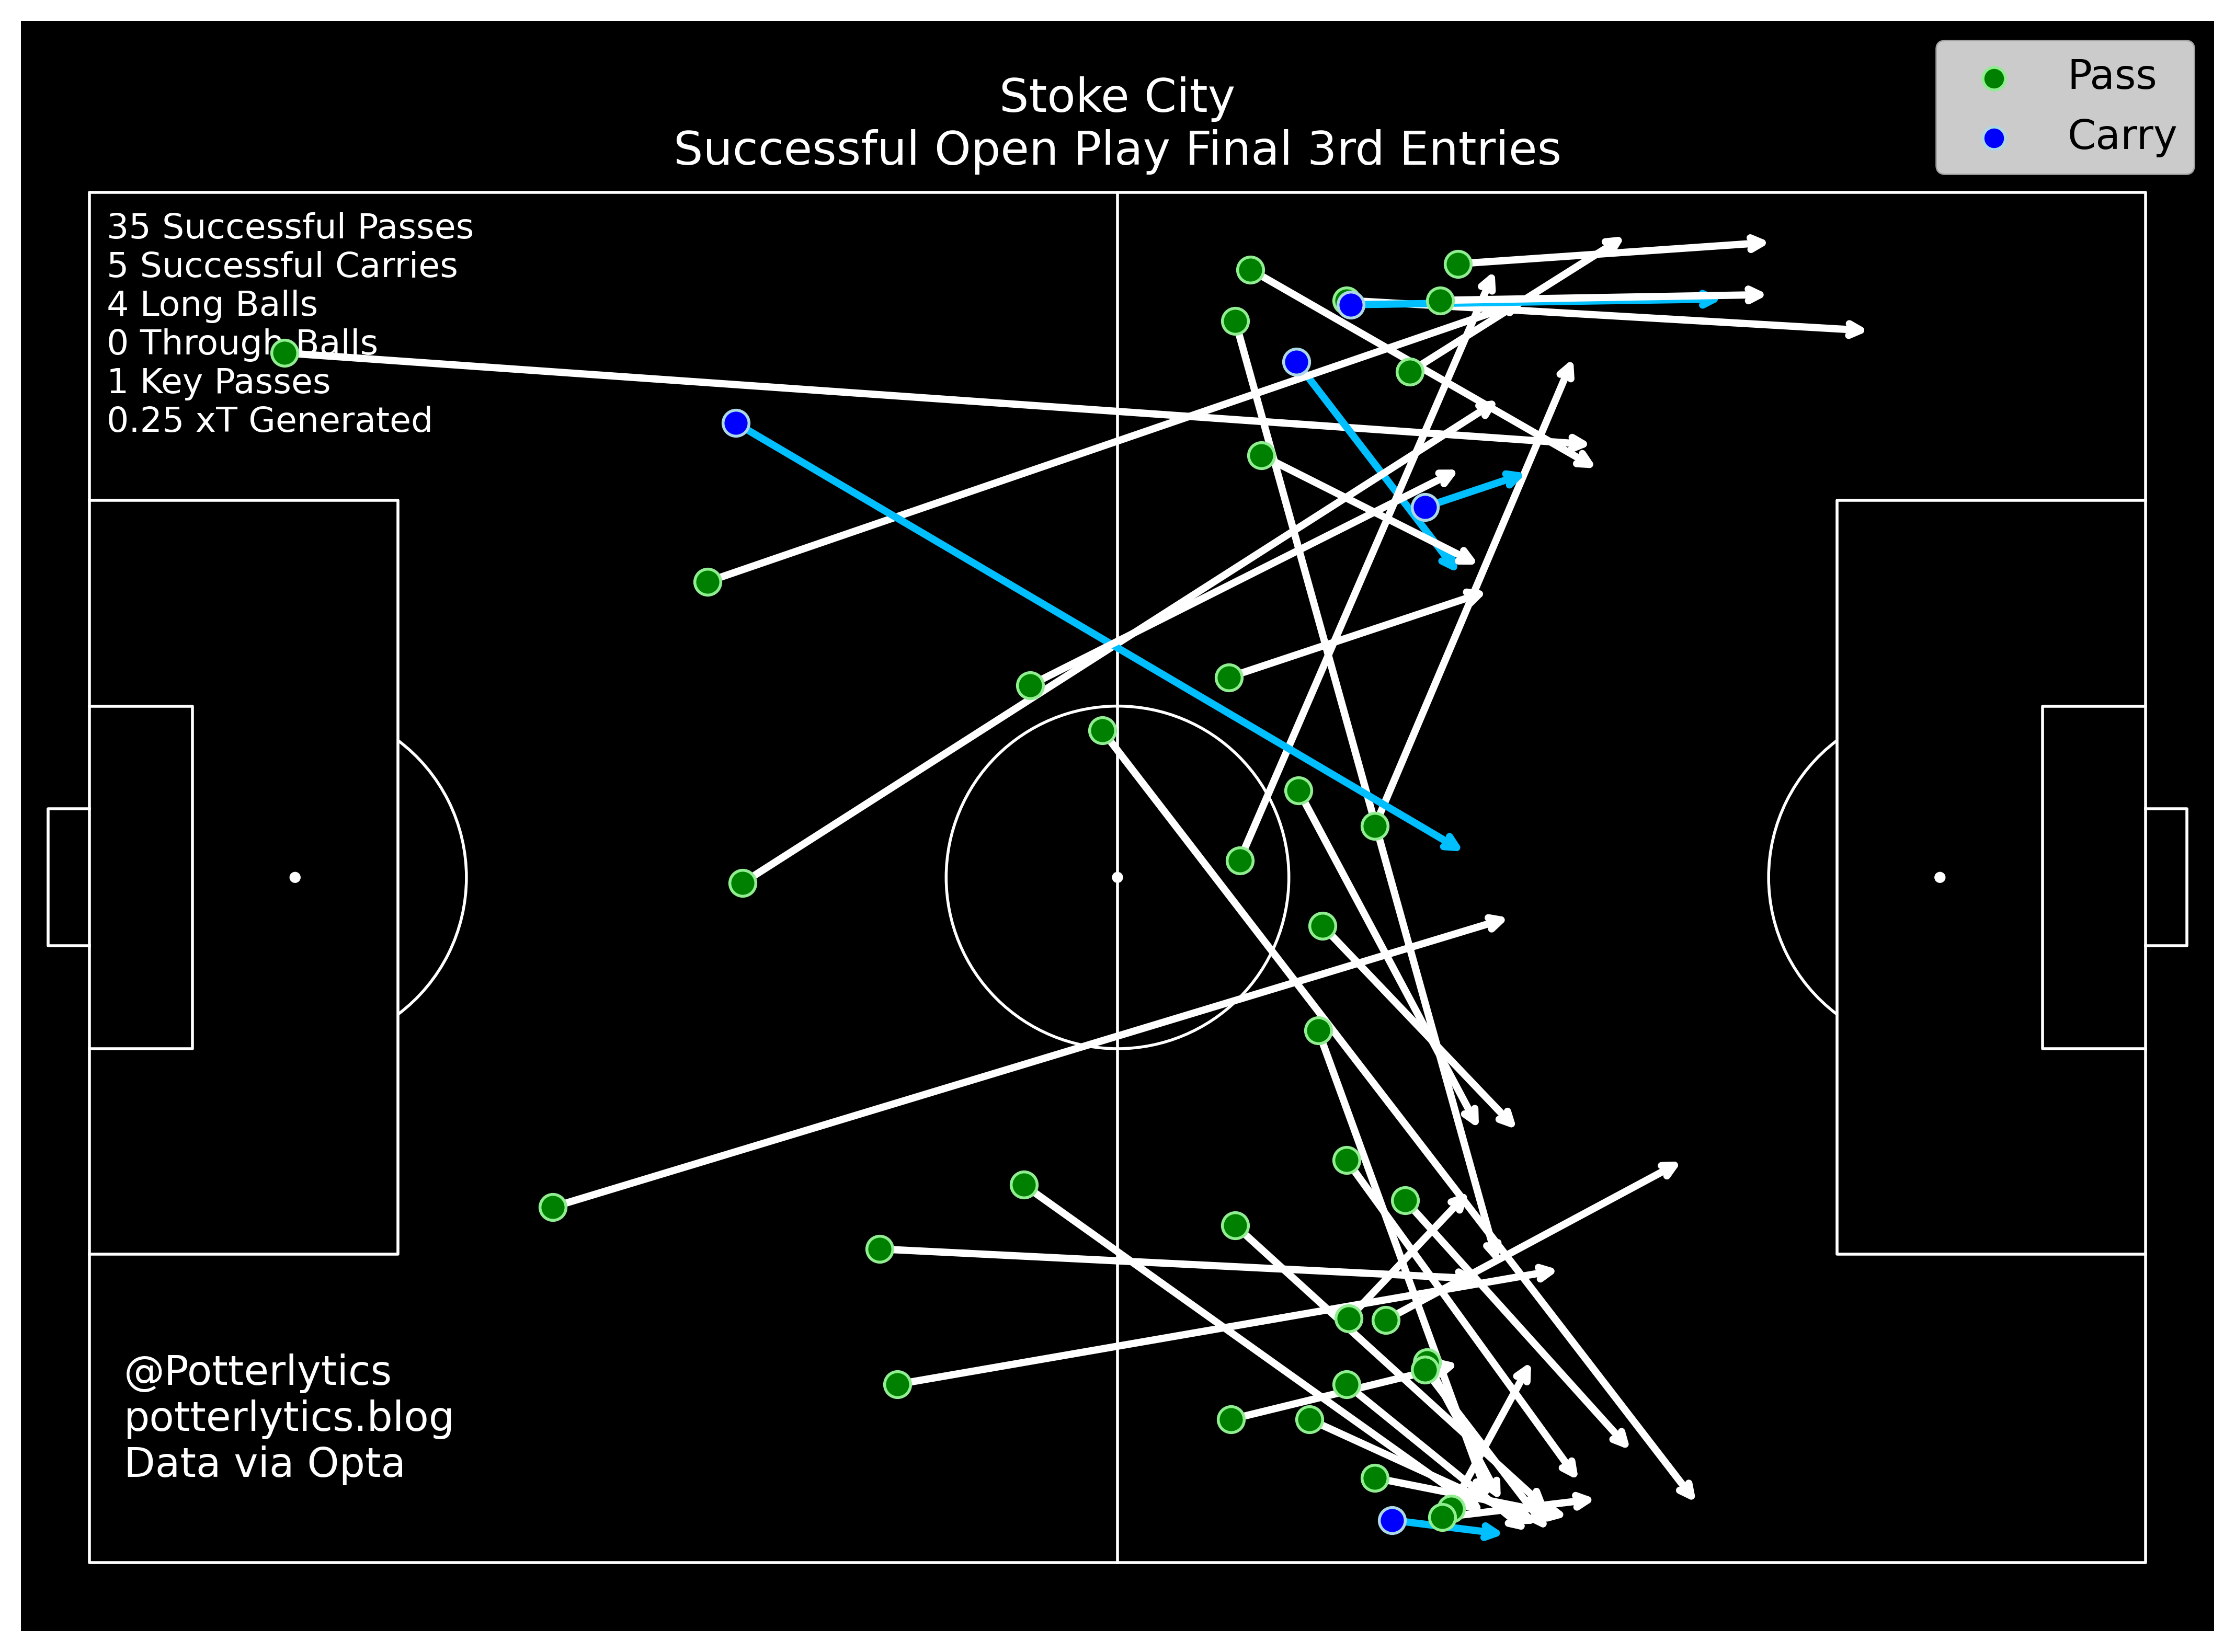 Stoke City
Successful Open Play Final 3rd Entries
Pass
Carry
35 Successful Passes
5 Successful Carries
4 Long Balls
0 Through Balls
1 Key Passes
0.25 xT Generated
@Potterlytics
potterlytics.blog
Data via Opta